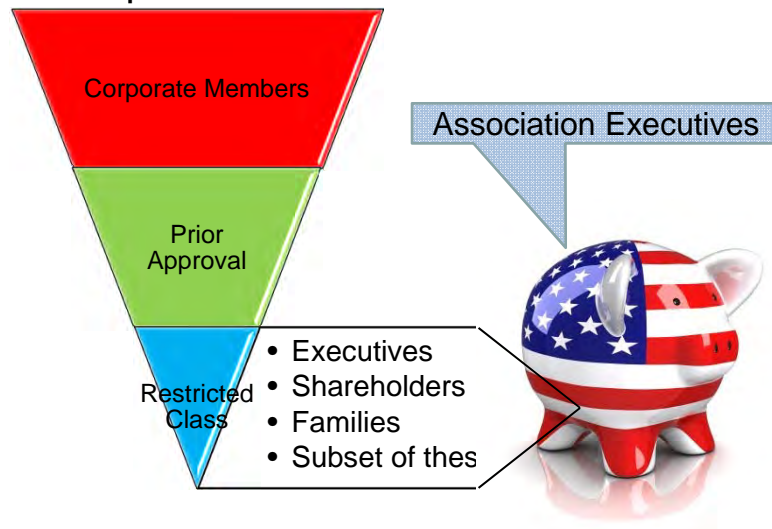 Corporate Members
Association Executives
Prior
Approval
Restricted
Class
• Executives
• Shareholders
• Families
• Subset of thes